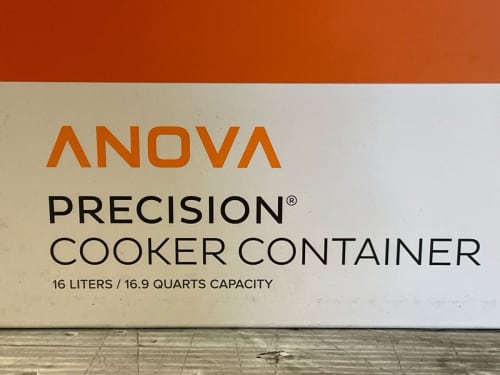 ANOVA
PRECISION®
COOKER CONTAINER
16 LITERS / 16.9 QUARTS CAPACITY